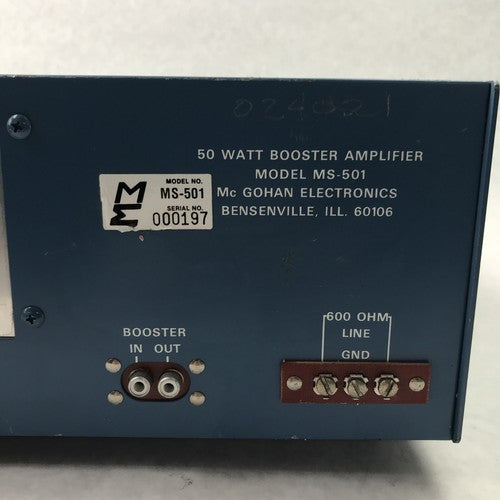 50 WATT BOOSTER AMPLIFIER
MODEL MS-501
Mc GOHAN ELECTRONICS
BENSENVILLE, ILL. 60106
MODEL NO.
MS-501
SERIAL NO.
000197
BOOSTER
IN OUT
600 OHM
LINE
GND